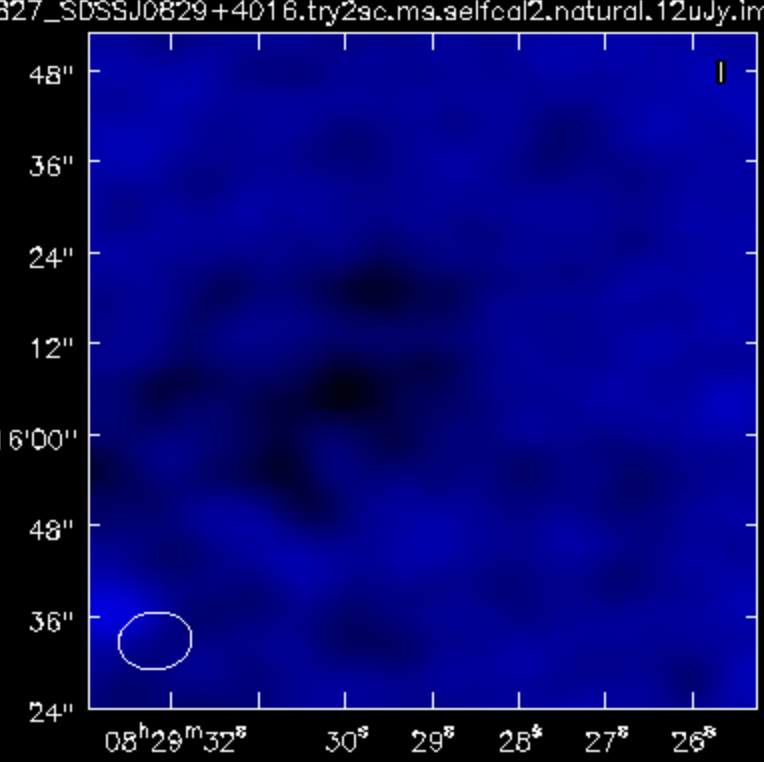 627_SDSSJ0829+4016.try2sc.ms.selfcal2.natural.12uJy.im
I
48"
36"
24"
12"
16'00"
48"
36"
24"
08h29m32s 30s 29s 28s 27s 26s